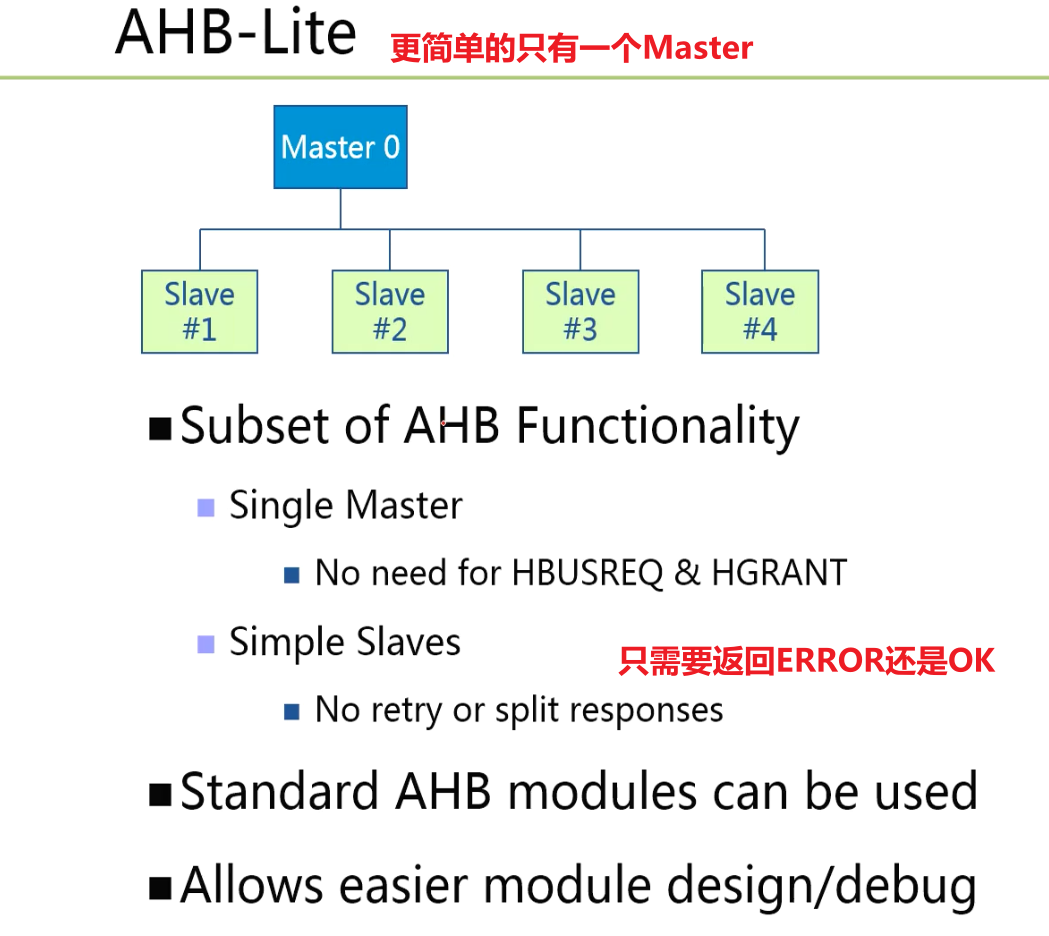 AHB-Lite 更简单的只有一个Master
Master 0
Slave #1
Slave #2
Slave #3
Slave #4
Subset of AHB Functionality
Single Master
No need for HBUSREQ & HGRANT
Simple Slaves
只需要返回ERROR还是OK
No retry or split responses
Standard AHB modules can be used
Allows easier module design/debug